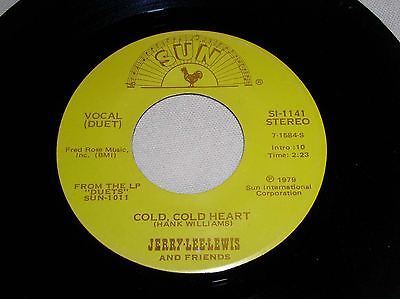 SUN
®
VOCAL
(DUET)
SI-1141
STEREO
7-1584-S
Fred Rose Music,
Inc. (BMI)
Intro :10
Time: 2:23
FROM THE LP
"DUETS"
SUN-1011
℗ 1979
Sun International
Corporation
COLD, COLD HEART
(HANK WILLIAMS)
JERRY-LEE-LEWIS
AND FRIENDS